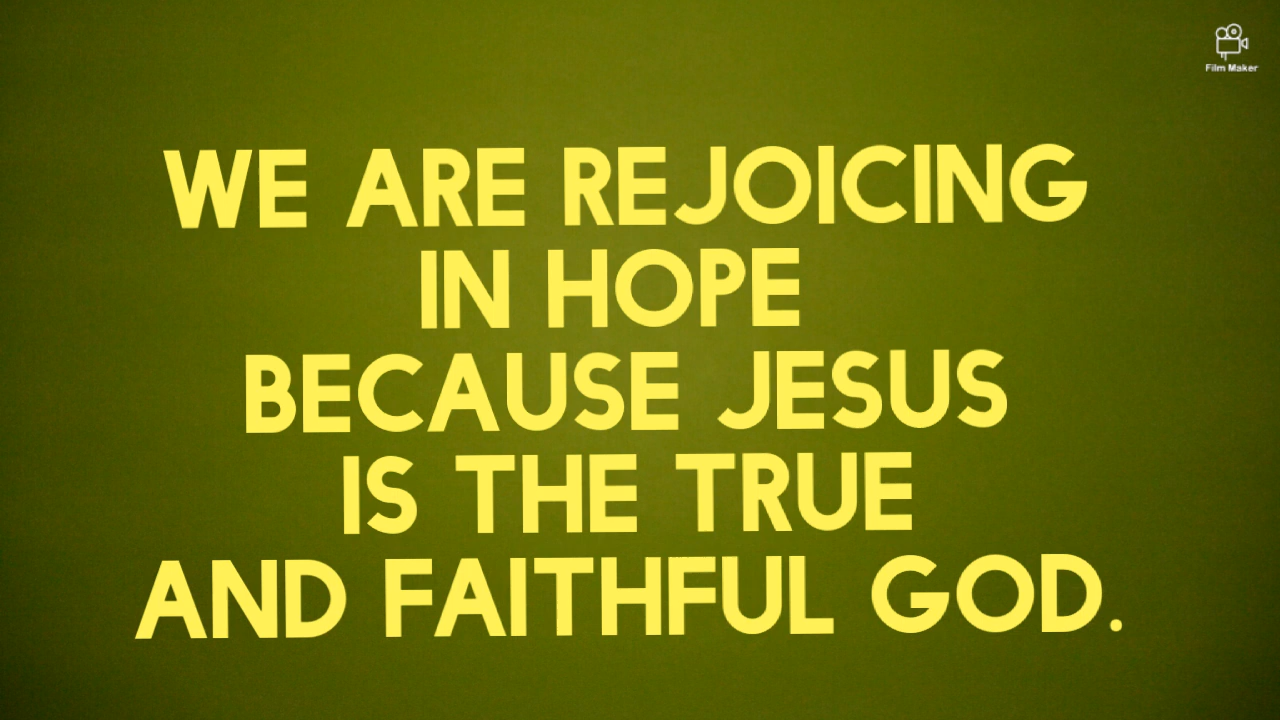 Film Maker
WE ARE REJOICING
IN HOPE
BECAUSE JESUS
IS THE TRUE
AND FAITHFUL GOD.